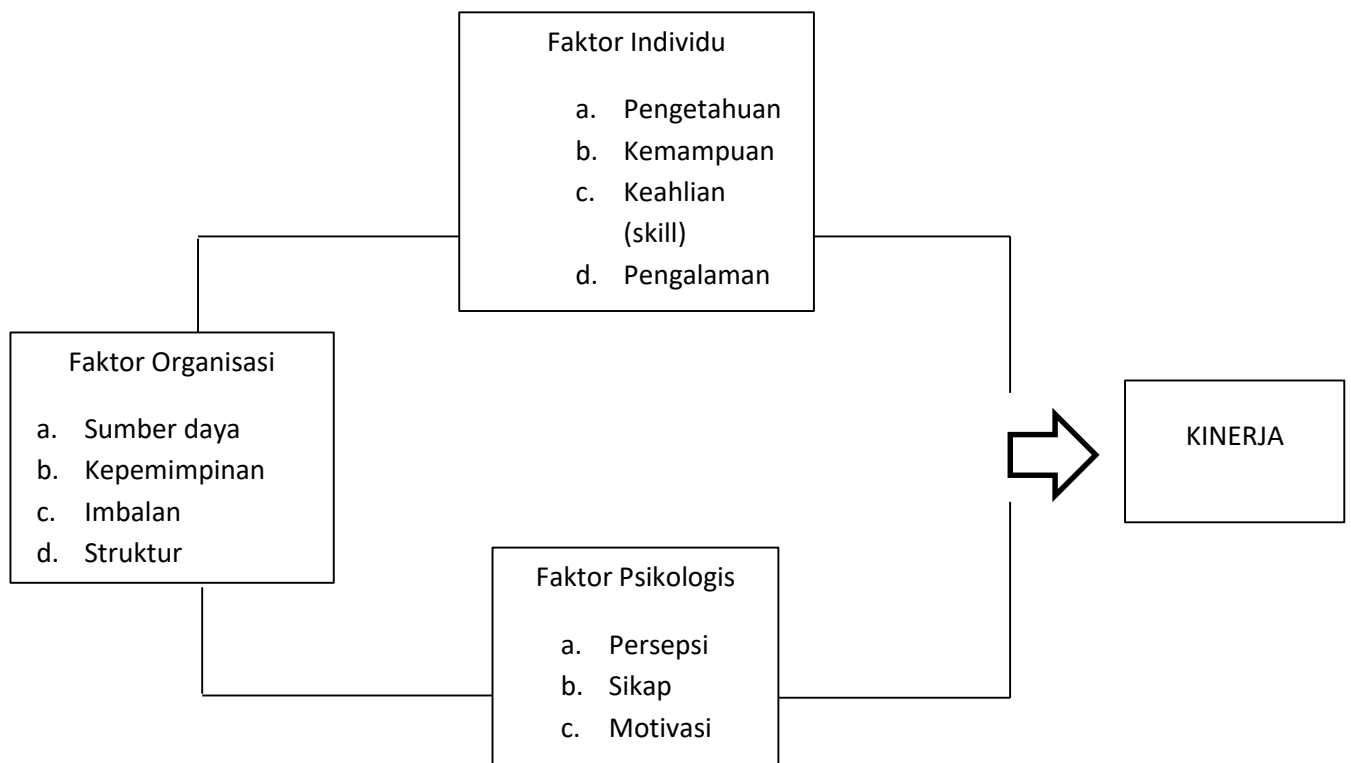 Faktor Individu
a. Pengetahuan
b. Kemampuan
c. Keahlian
(skill)
d. Pengalaman
Faktor Organisasi
a. Sumber daya
b. Kepemimpinan
c. Imbalan
d. Struktur
KINERJA
Faktor Psikologis
a. Persepsi
b. Sikap
c. Motivasi